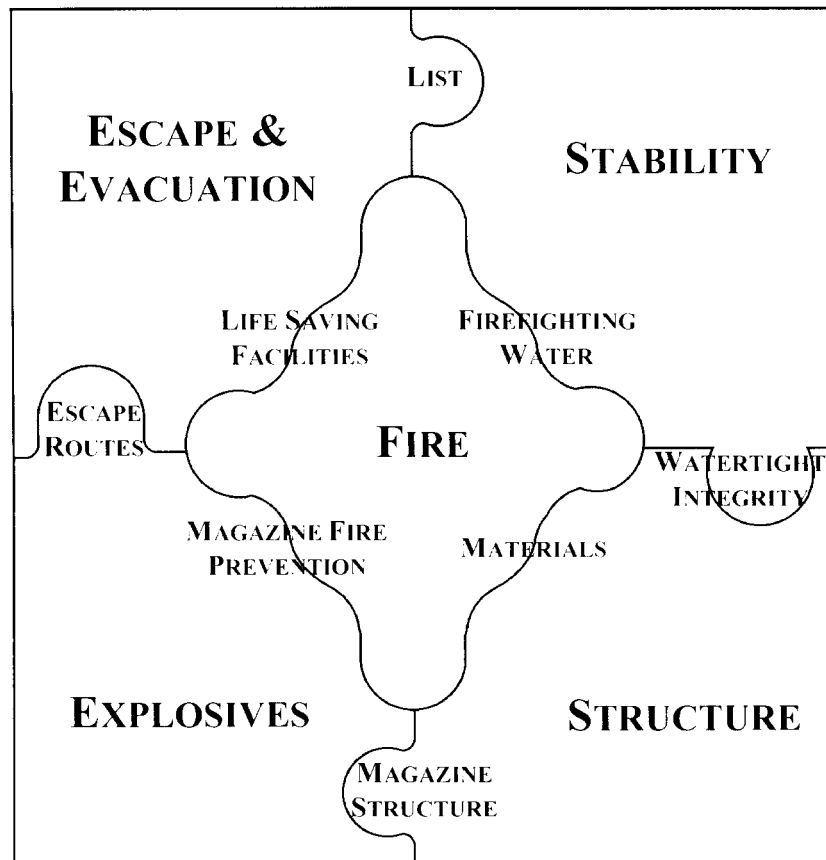 LIST
ESCAPE &
EVACUATION
STABILITY
LIFE SAVING
FACILITIES
FIREFIGHTING
WATER
ESCAPE
ROUTES
FIRE
WATERTIGHT
INTEGRITY
MAGAZINE FIRE
PREVENTION
MATERIALS
EXPLOSIVES
STRUCTURE
MAGAZINE
STRUCTURE